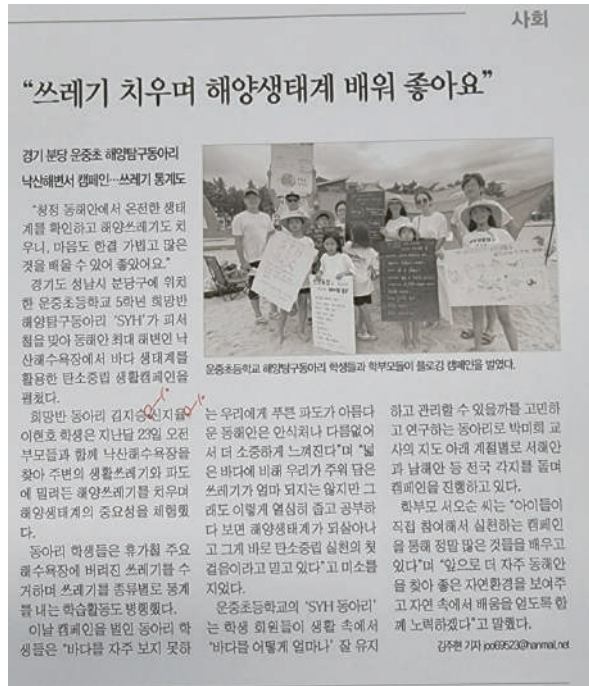 사회
“쓰레기 치우며 해양생태계 배워 좋아요”
경기 분당 운중초 해양탐구동아리
낙산해변서 캠페인…쓰레기 통계도
“청정 동해안에서 온전한 생태
계를 확인하고 해양쓰레기도 치
우니, 마음도 한결 가볍고 많은
것을 배울 수 있어 좋았어요.”
경기도 성남시 분당구에 위치
한 운중초등학교 5학년 희망반
해양탐구동아리 ‘SYH’가 피서
철을 맞아 동해안 최대 해변인 낙
산해수욕장에서 바다 생태계를
활용한 탄소중립 생활캠페인을
펼쳤다.
희망반 동아리 김지승, 신지율,
이현호 학생은 지난달 23일 오전
부모들과 함께 낙산해수욕장을
찾아 주변의 생활쓰레기와 파도
에 밀려든 해양쓰레기를 치우며
해양생태계의 중요성을 체험했
다.
동아리 학생들은 휴가철 주요
해수욕장에 버려진 쓰레기를 수
거하며 쓰레기를 종류별로 통계
를 내는 학습활동도 병행했다.
이날 캠페인을 벌인 동아리 학
생들은 “바다를 자주 보지 못하
운중초등학교 해양탐구동아리 학생들과 학부모들이 플로깅 캠페인을 벌였다.
는 우리에게 푸른 파도가 아름다
운 동해안은 안식처나 다름없어
서 더 소중하게 느껴진다”며 “넓
은 바다에 비해 우리가 주워 담은
쓰레기가 얼마 되지는 않지만 그
래도 이렇게 열심히 줍고 공부하
다 보면 해양생태계가 되살아나
고 그게 바로 탄소중립 실천의 첫
걸음이라고 믿고 있다”고 미소를
지었다.
운중초등학교의 ‘SYH 동아리’
는 학생 회원들이 생활 속에서
‘바다를 어떻게 얼마나’ 잘 유지
하고 관리할 수 있을까를 고민하
고 연구하는 동아리로 박미희 교
사의 지도 아래 계절별로 서해안
과 남해안 등 전국 각지를 돌며
캠페인을 진행하고 있다.
학부모 서오순 씨는 “아이들이
직접 참여해서 실천하는 캠페인
을 통해 정말 많은 것들을 배우고
있다”며 “앞으로 더 자주 동해안
을 찾아 좋은 자연환경을 보여주
고 자연 속에서 배움을 얻도록 함
께 노력하겠다”고 말했다.
김주현 기자 joo69523@hanmail.net